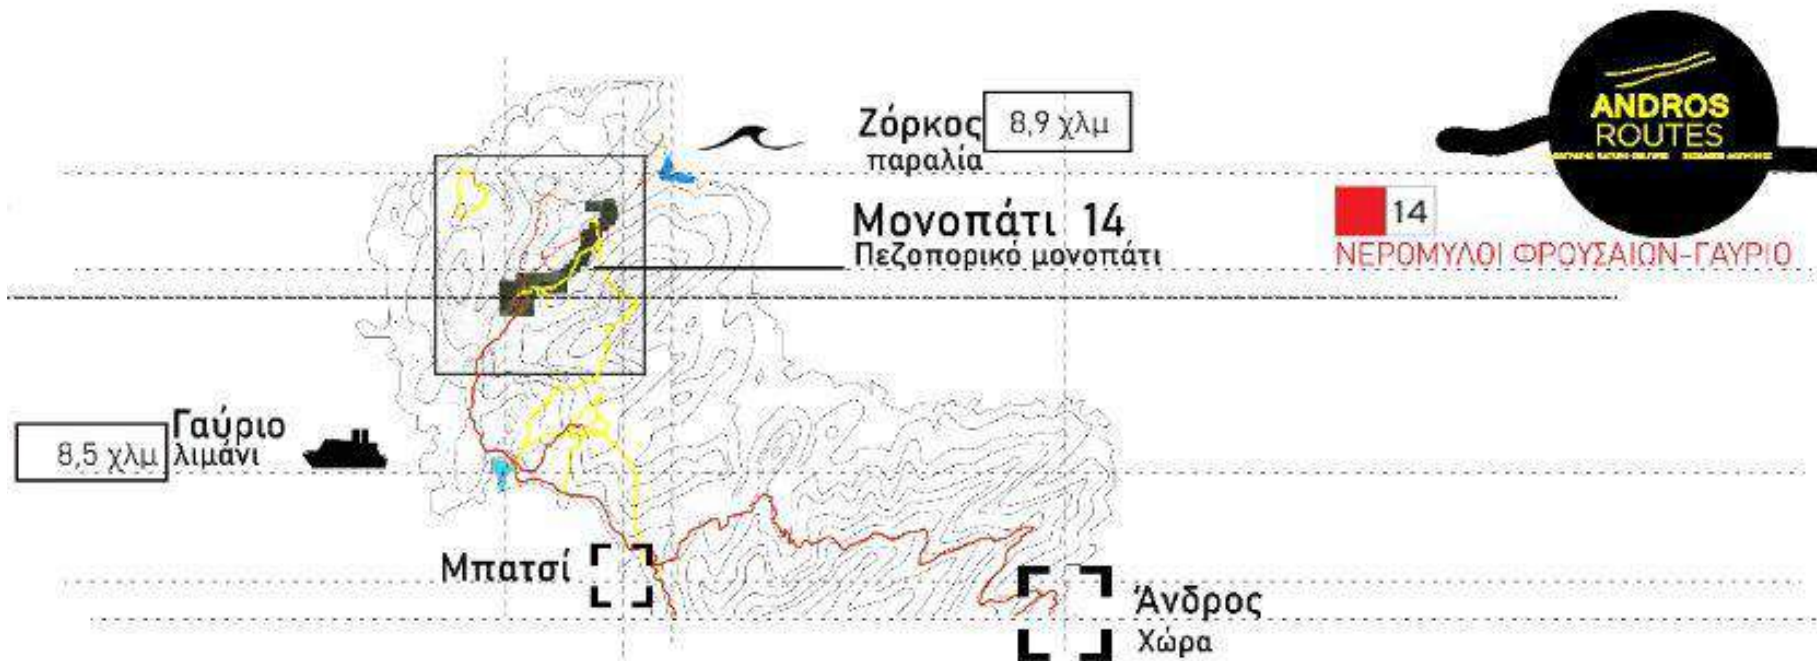 Ζόρκος 8,9 χλμ
παραλία
ANDROS
ROUTES
Μονοπάτι 14
Πεζοπορικό μονοπάτι
14
ΝΕΡΟΜΥΛΟΙ ΦΡΟΥΣΑΙΩΝ-ΓΑΥΡΙΟ
8,5 χλμ Γαύριο
λιμάνι
Μπατσί
Άνδρος
Χώρα